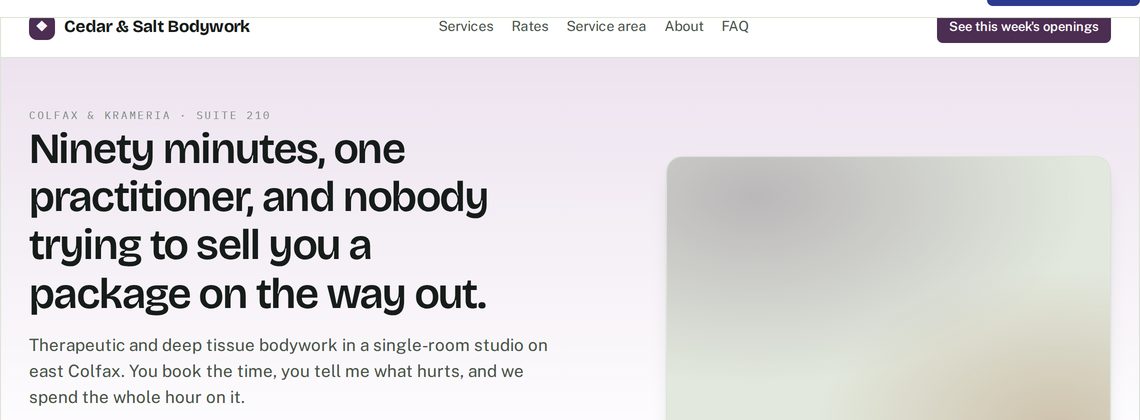 Cedar & Salt Bodywork
Services
Rates
Service area
About
FAQ
See this week's openings
COLFAX & KRAMERIA · SUITE 210
Ninety minutes, one
practitioner, and nobody
trying to sell you a
package on the way out.
Therapeutic and deep tissue bodywork in a single-room studio on
east Colfax. You book the time, you tell me what hurts, and we
spend the whole hour on it.